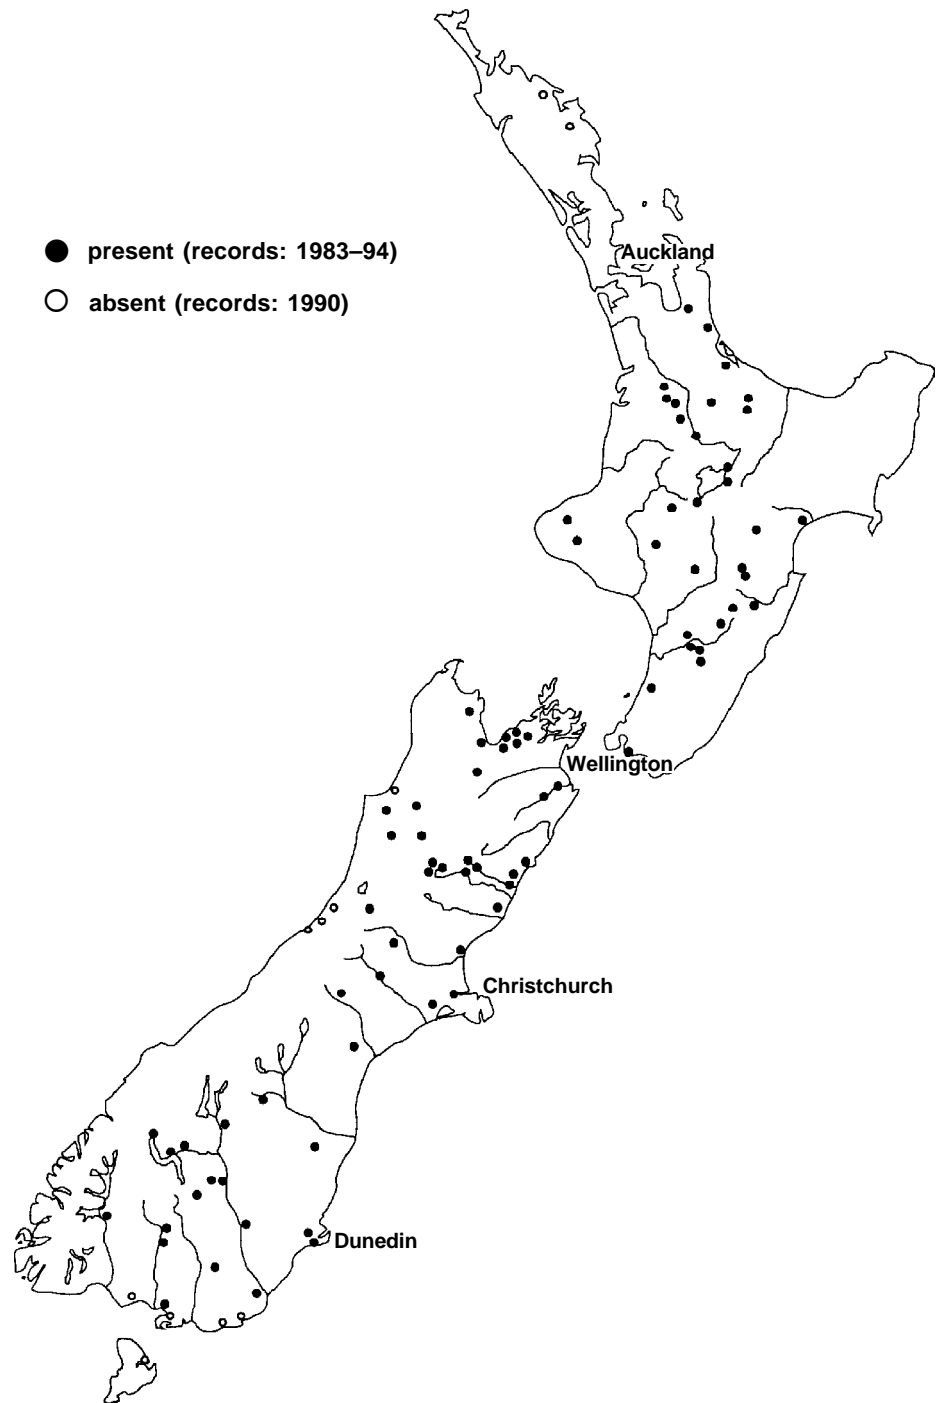 Auckland
present (records: 1983–94)
absent (records: 1990)
Wellington
Christchurch
Dunedin